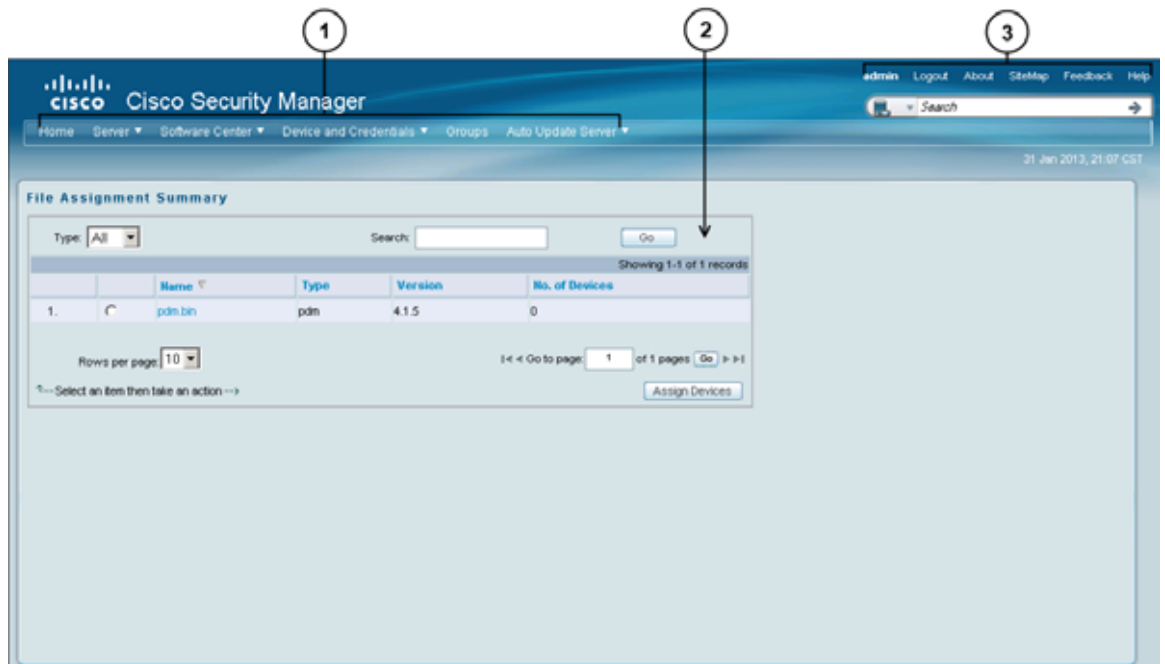 1
2
3
admin Logout About SiteMap Feedback Help
CISCO Cisco Security Manager
Search
Home Server Software Center Device and Credentials Groups Auto Update Server
31 Jan 2013, 21:07 CST
File Assignment Summary
Type: All Search: Go
Showing 1-1 of 1 records
Name Type Version No. of Devices
1. pdm.bin pdm 4.1.5 0
Rows per page: 10 Go to page: 1 of 1 pages Go
Select an item then take an action --> Assign Devices